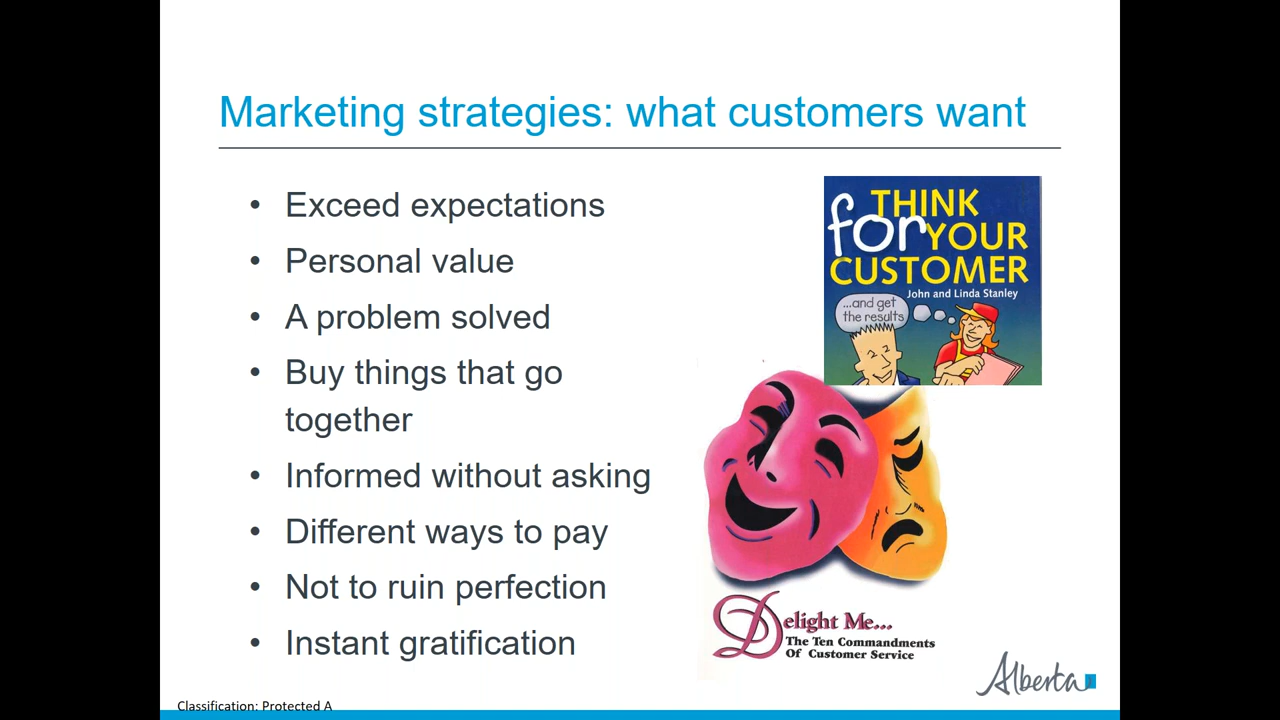 Marketing strategies: what customers want
• Exceed expectations
• Personal value
• A problem solved
• Buy things that go
together
• Informed without asking
• Different ways to pay
• Not to ruin perfection
• Instant gratification
THINK
for YOUR
CUSTOMER
John and Linda Stanley
...and get
the results
Delight Me...
The Ten Commandments
Of Customer Service
Alberta
Classification: Protected A